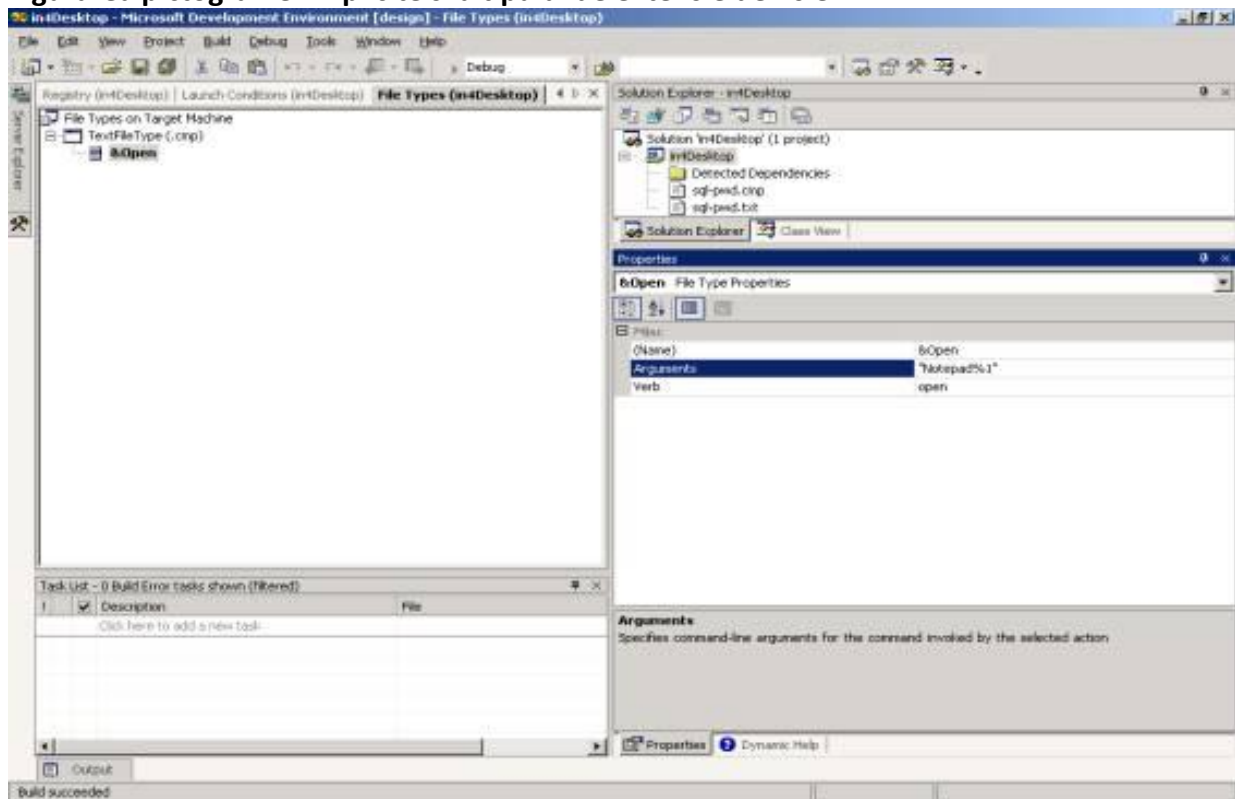 in4Desktop - Microsoft Development Environment [design] - File Types (in4Desktop)
File Edit View Project Build Debug Tools Window Help
Debug
Registry (in4Desktop) Launch Conditions (in4Desktop) File Types (in4Desktop)
Server Explorer
File Types on Target Machine
TextFileType (.cmp)
&Open
Solution Explorer - in4Desktop
Solution 'in4Desktop' (1 project)
in4Desktop
Detected Dependencies
sql-pwd.cmp
sql-pwd.txt
Solution Explorer Class View
Properties
&Open File Type Properties
Misc
(Name) &Open
Arguments "Notepad%1"
Verb open
Task List - 0 Build Error tasks shown (filtered)
! Description File
Click here to add a new task
Arguments
Specifies command-line arguments for the command invoked by the selected action
Properties Dynamic Help
Output
Build succeeded